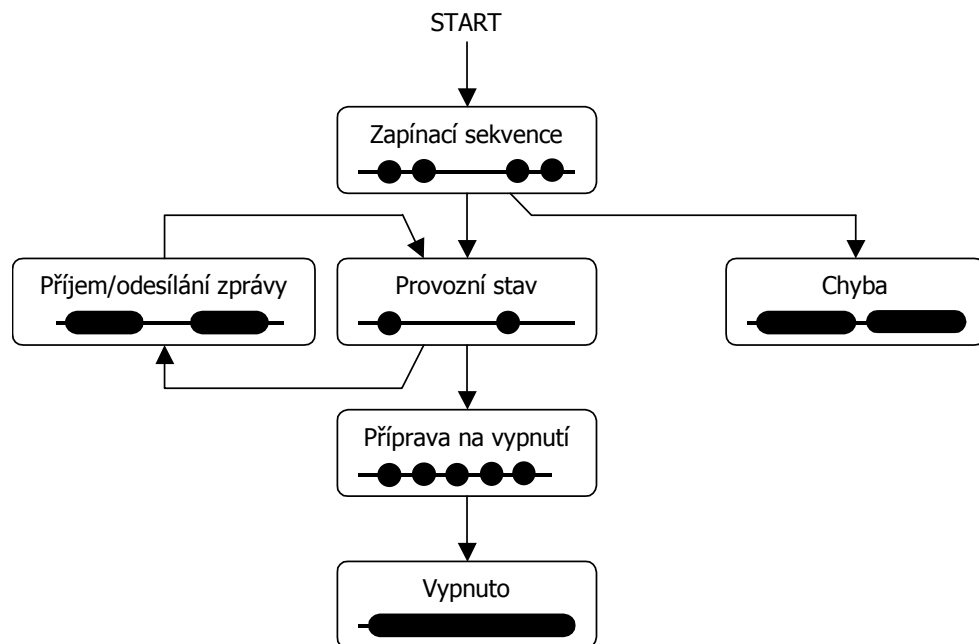 START
Zapínací sekvence
Příjem/odesílání zprávy
Provozní stav
Chyba
Příprava na vypnutí
Vypnuto